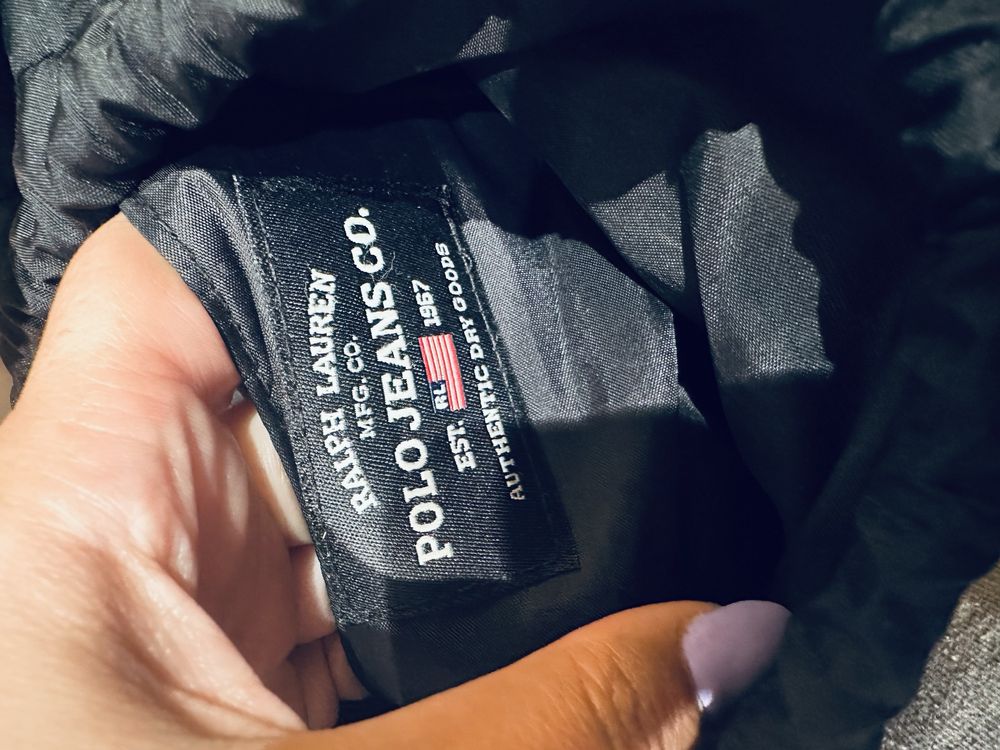 RALPH LAUREN
MFG. CO.
POLO JEANS CO.
EST. RL 1967
AUTHENTIC DRY GOODS